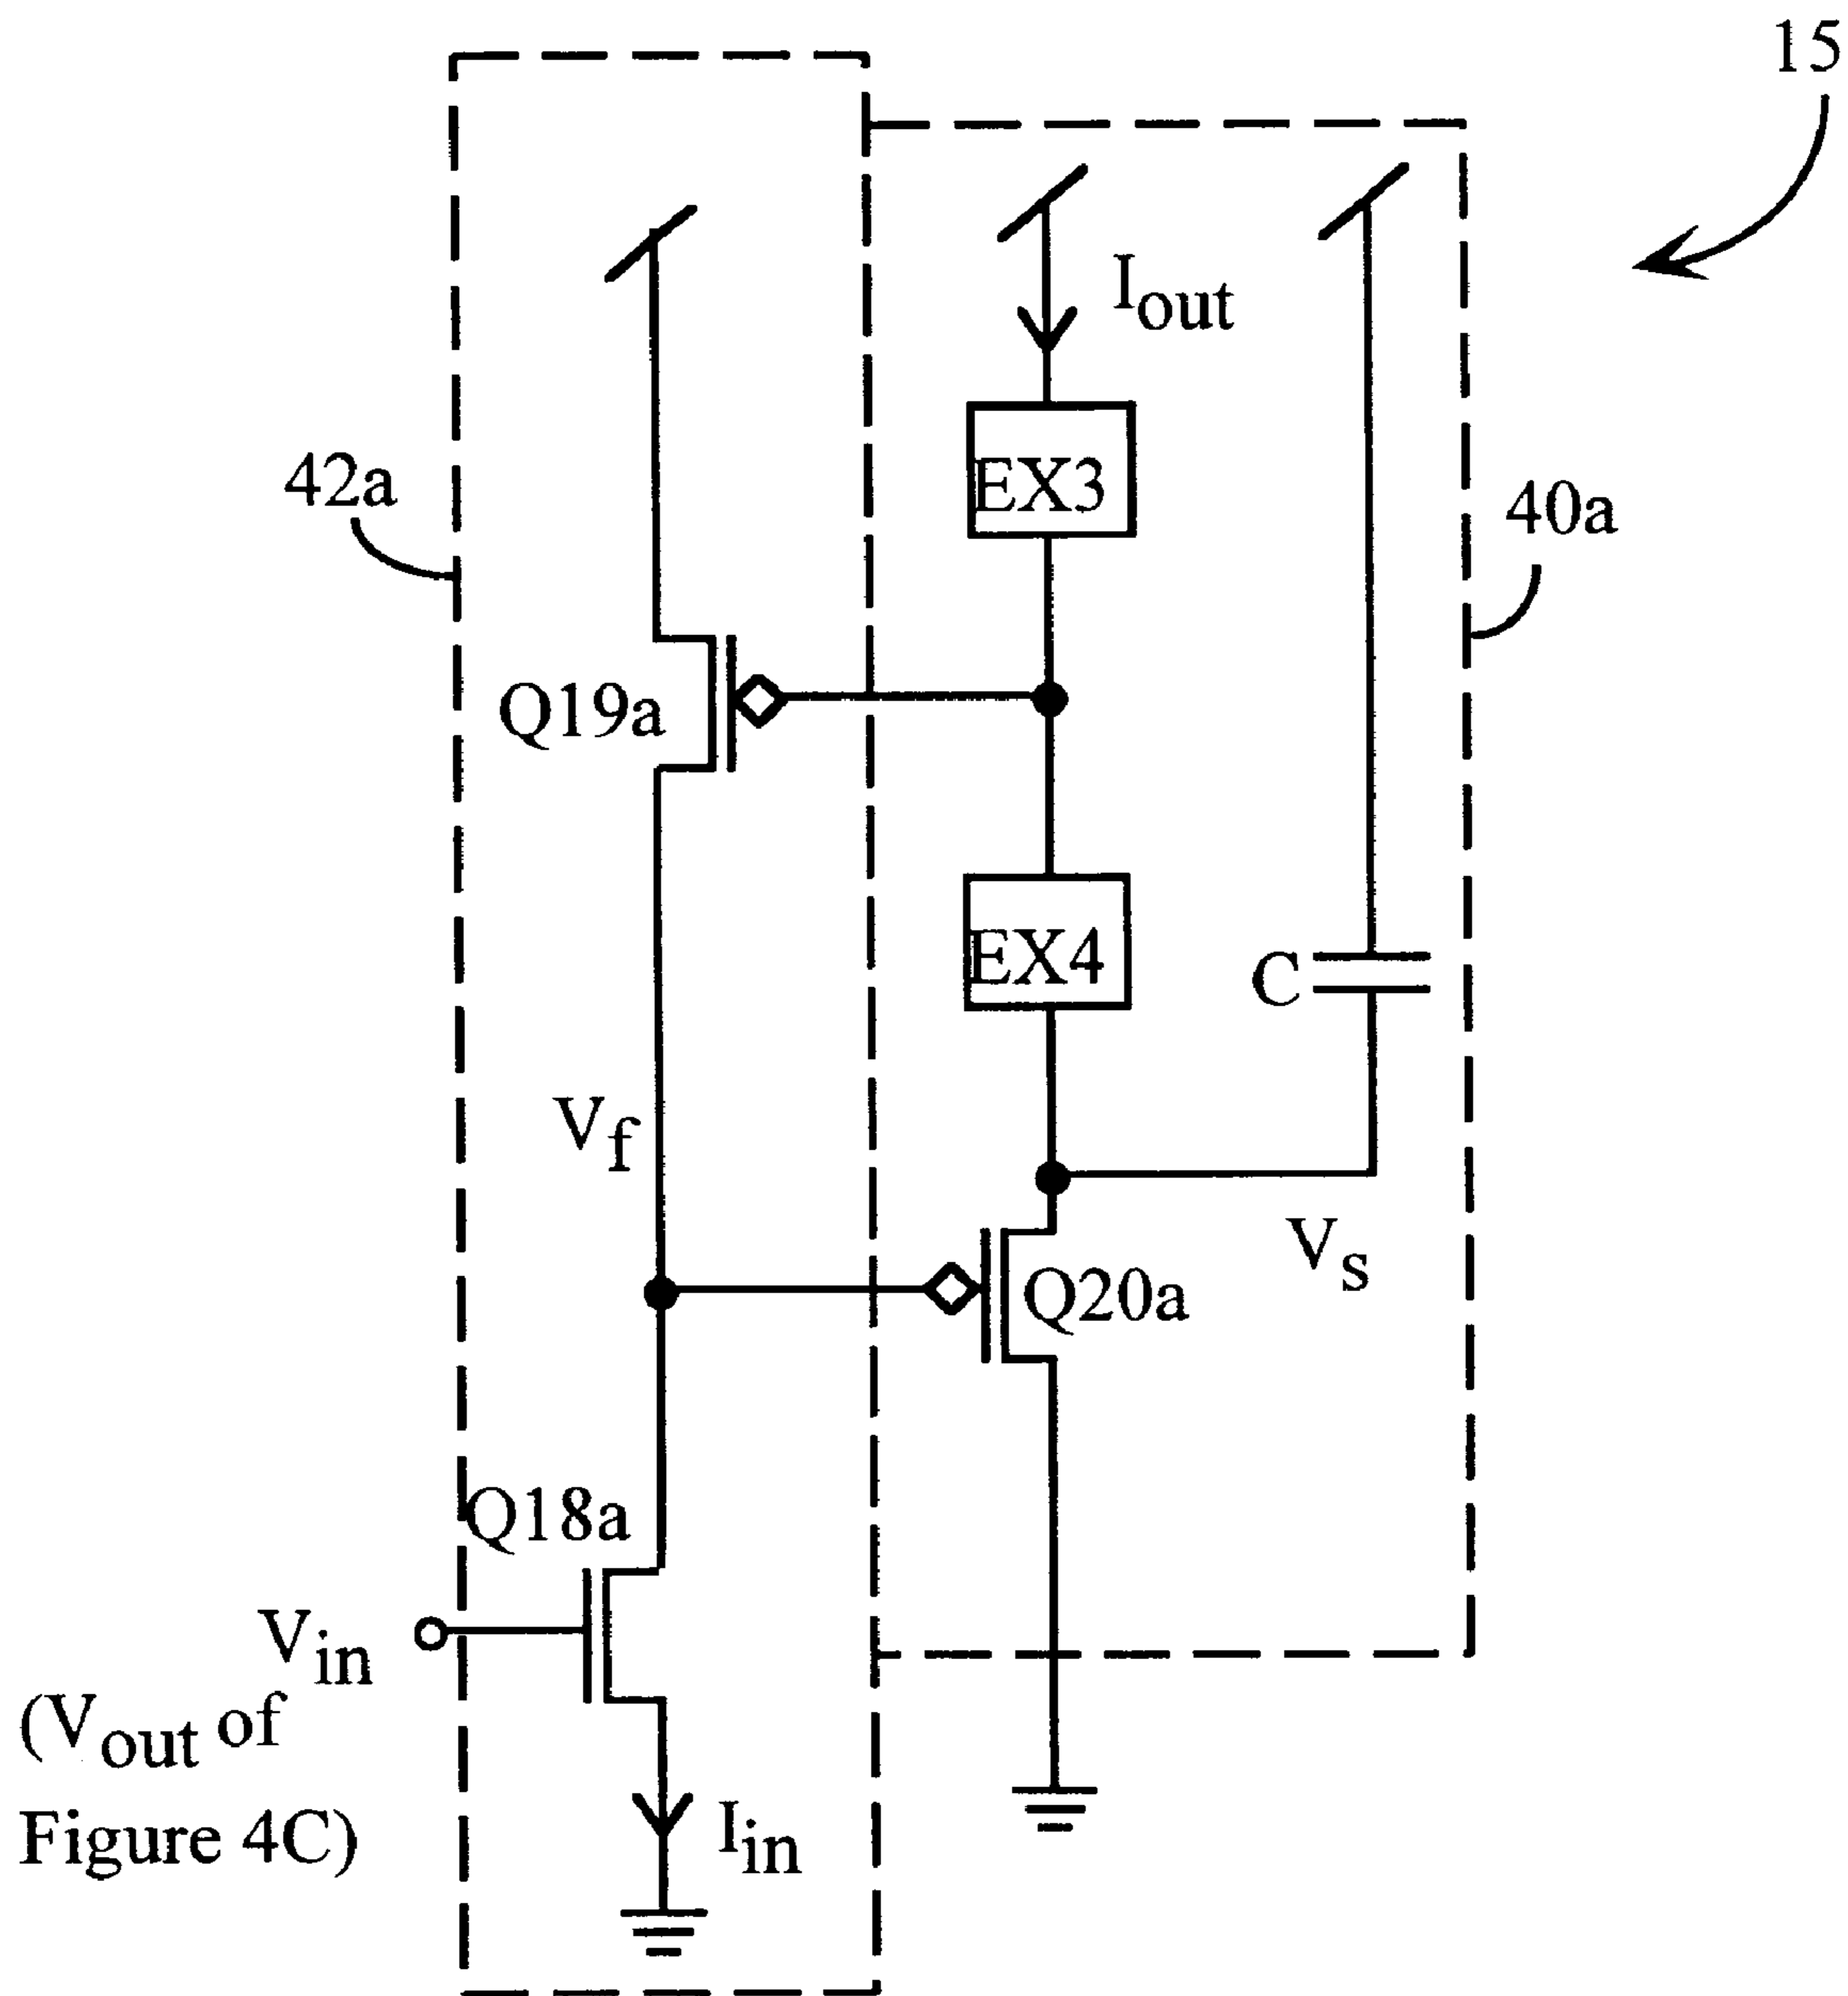 15
I_out
EX3
42a
40a
Q19a
EX4
C
V_f
V_s
Q20a
Q18a
V_in
(V_out of
Figure 4C)
I_in